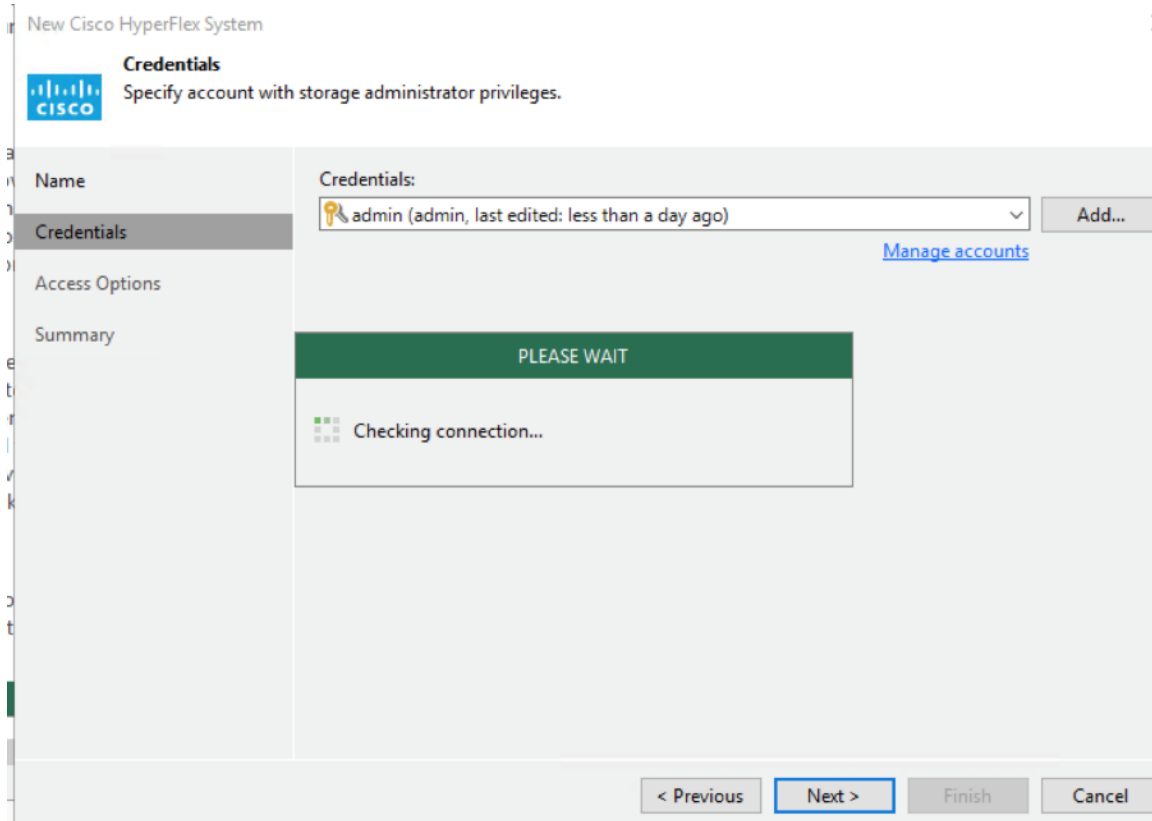 New Cisco HyperFlex System
Credentials
Specify account with storage administrator privileges.
CISCO
Name
Credentials:
admin (admin, last edited: less than a day ago)
Add...
Credentials
Manage accounts
Access Options
Summary
PLEASE WAIT
Checking connection...
< Previous
Next >
Finish
Cancel